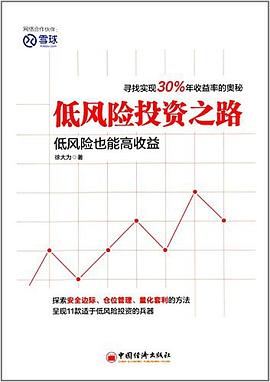 网络合作伙伴:
雪球
寻找实现30%年收益率的奥秘
低风险投资之路
低风险也能高收益
徐大为◎著
探索安全边际、仓位管理、量化套利的方法
呈现11款适于低风险投资的兵器
中国经济出版社